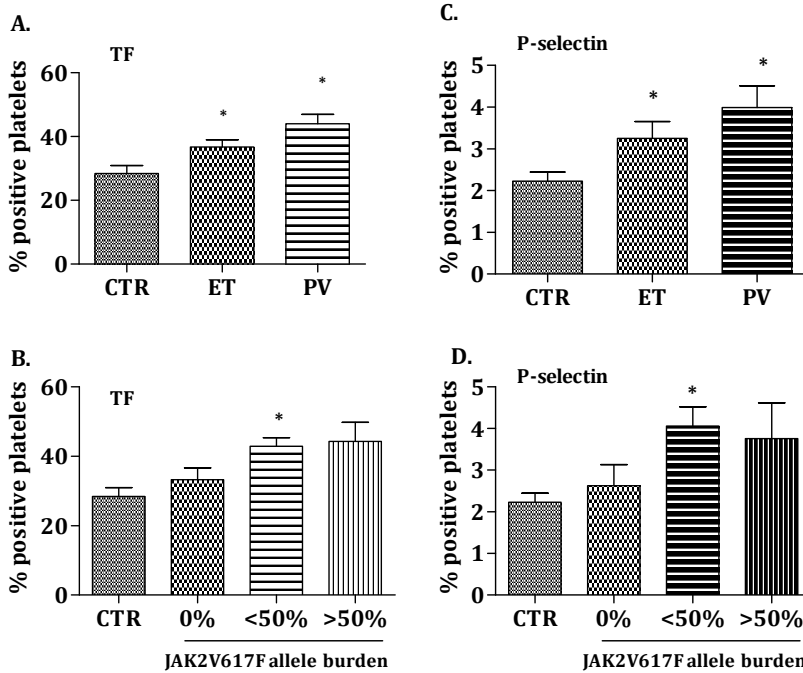 A.
TF
% positive platelets
60
40
20
0
*
*
CTR ET PV
C.
P-selectin
% positive platelets
5
4
3
2
1
0
*
*
CTR ET PV
B.
TF
% positive platelets
60
40
20
0
*
CTR 0% <50% >50%
JAK2V617F allele burden
D.
P-selectin
% positive platelets
5
4
3
2
1
0
*
CTR 0% <50% >50%
JAK2V617F allele burden